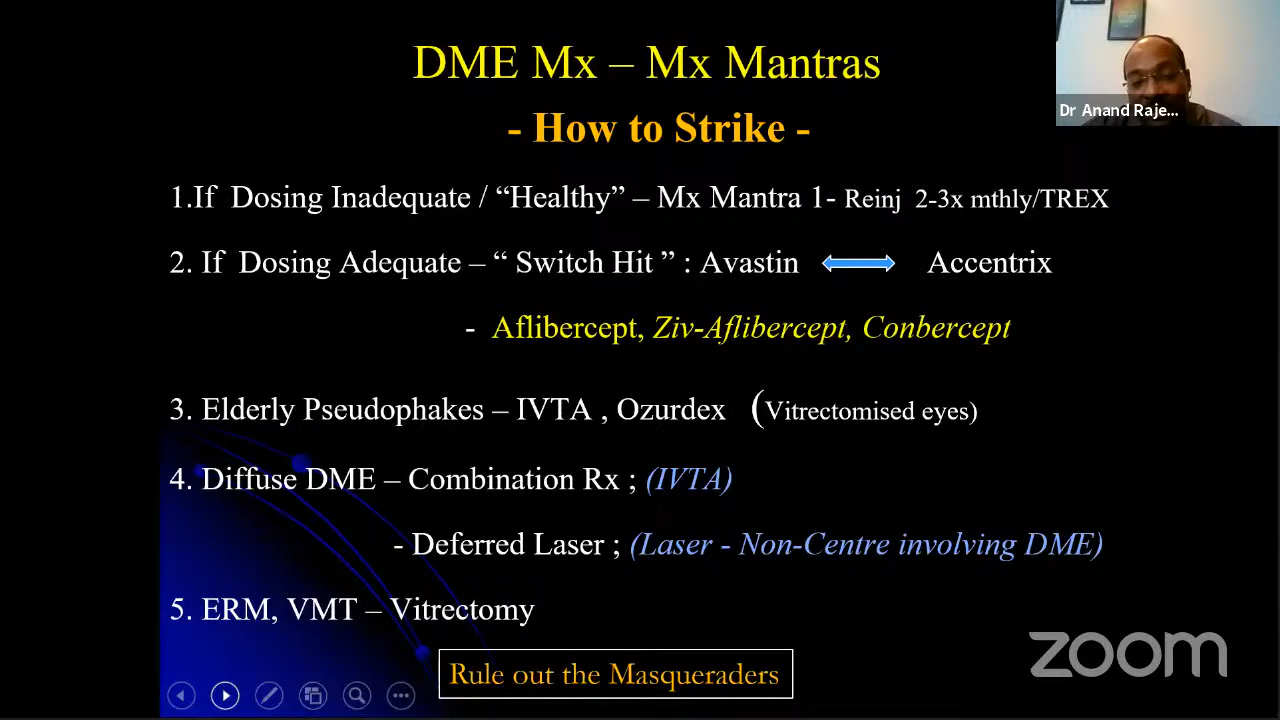 DME Mx – Mx Mantras
- How to Strike -
Dr Anand Raje...
1.If Dosing Inadequate / “Healthy” – Mx Mantra 1- Reinj 2-3x mthly/TREX
2. If Dosing Adequate – “ Switch Hit ” : Avastin Accentrix
- Aflibercept, Ziv-Aflibercept, Conbercept
3. Elderly Pseudophakes – IVTA , Ozurdex (Vitrectomised eyes)
4. Diffuse DME – Combination Rx ; (IVTA)
- Deferred Laser ; (Laser - Non-Centre involving DME)
5. ERM, VMT – Vitrectomy
Rule out the Masqueraders
zoom